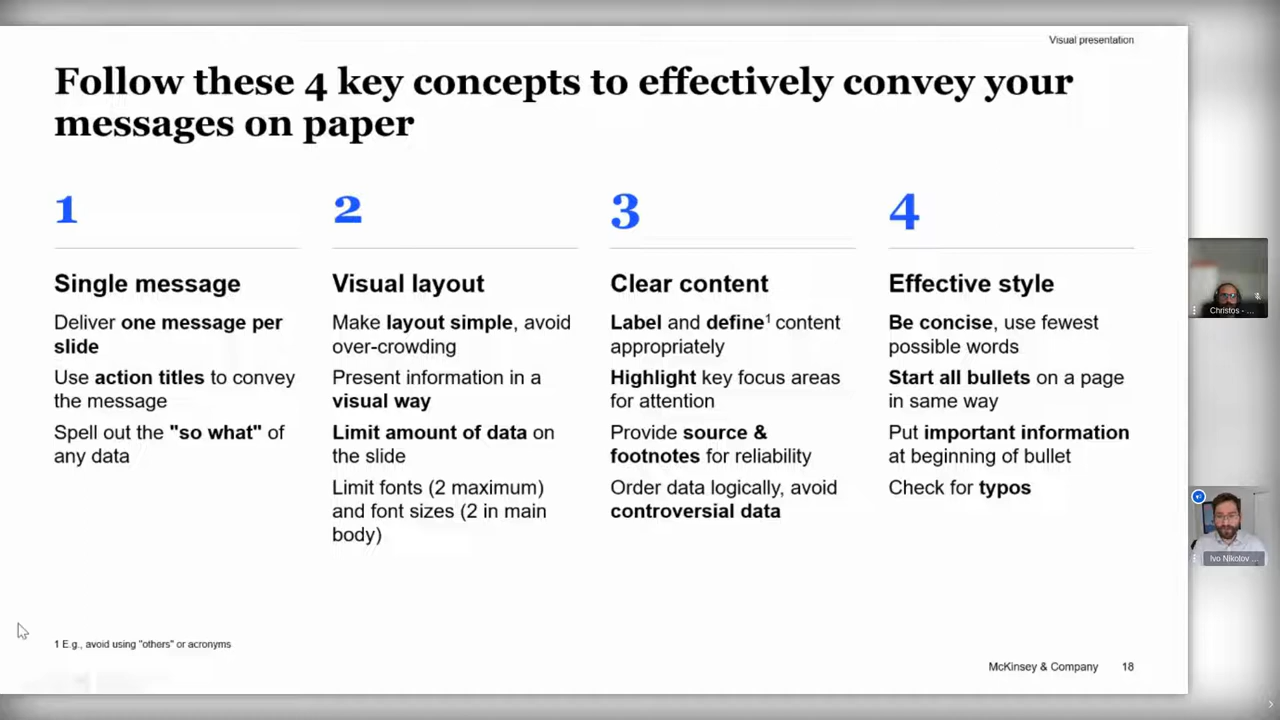 Visual presentation
Follow these 4 key concepts to effectively convey your
messages on paper
1
Single message
Deliver one message per
slide
Use action titles to convey
the message
Spell out the "so what" of
any data
2
Visual layout
Make layout simple, avoid
over-crowding
Present information in a
visual way
Limit amount of data on
the slide
Limit fonts (2 maximum)
and font sizes (2 in main
body)
3
Clear content
Label and define¹ content
appropriately
Highlight key focus areas
for attention
Provide source &
footnotes for reliability
Order data logically, avoid
controversial data
4
Effective style
Be concise, use fewest
possible words
Start all bullets on a page
in same way
Put important information
at beginning of bullet
Check for typos
1 E.g., avoid using "others" or acronyms
McKinsey & Company 18
Christos - ...
Ivo Nikolov ...